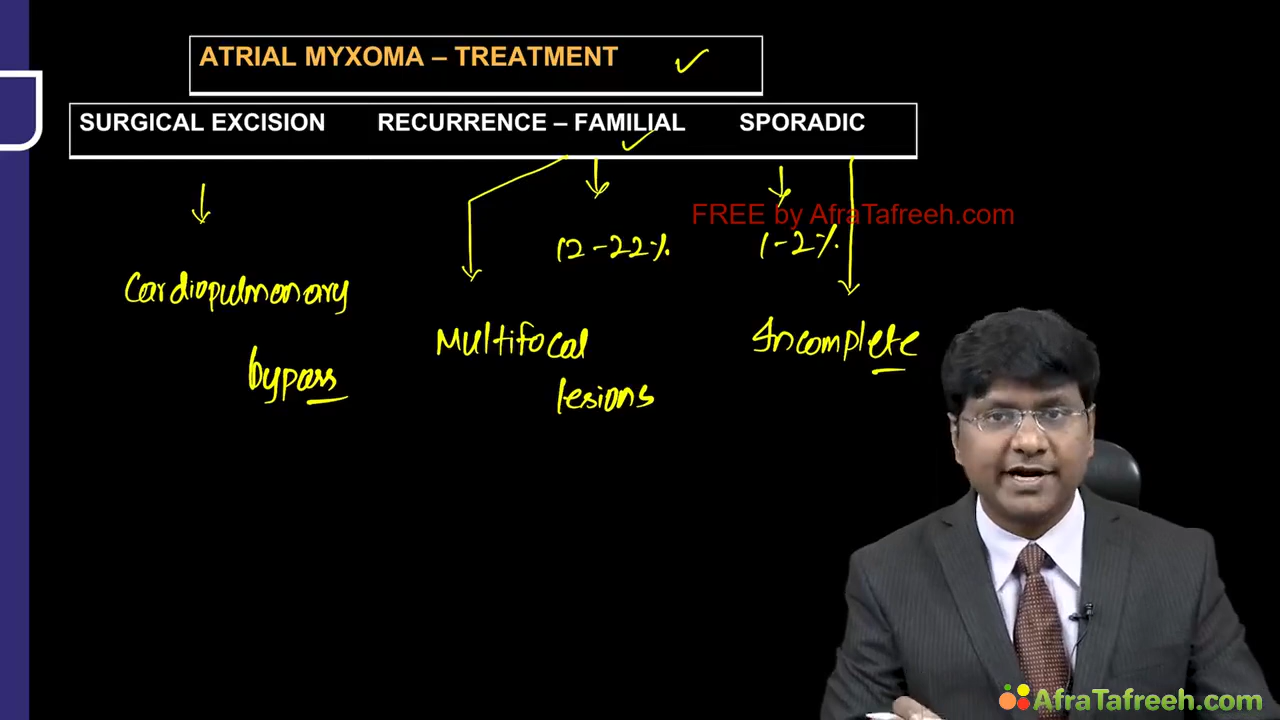 ATRIAL MYXOMA – TREATMENT
SURGICAL EXCISION RECURRENCE – FAMILIAL SPORADIC
FREE by AfraTafreeh.com
12-22% 1-2%
Cardiopulmonary
bypass
Multifocal
lesions
Incomplete
AfraTafreeh.com